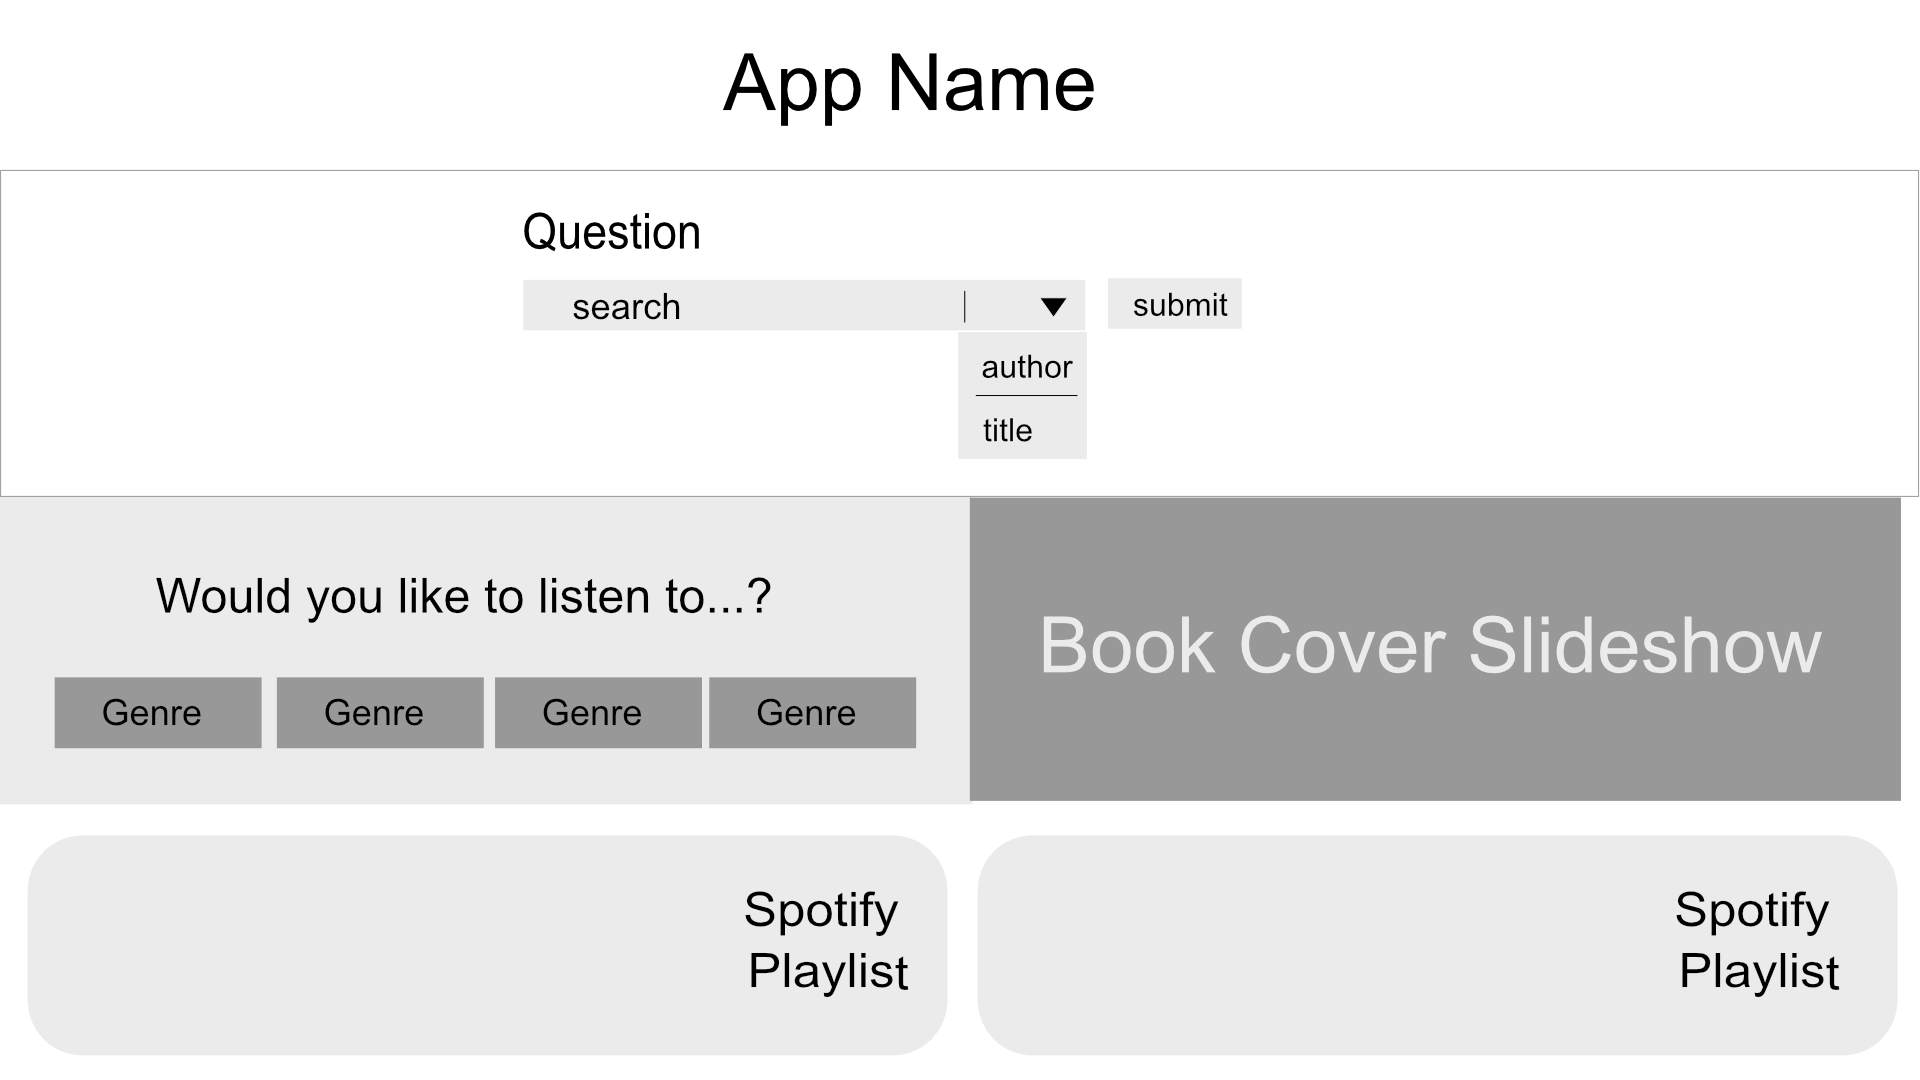 App Name
Question
search
submit
author
title
Would you like to listen to...?
Genre
Genre
Genre
Genre
Book Cover Slideshow
Spotify
Playlist
Spotify
Playlist